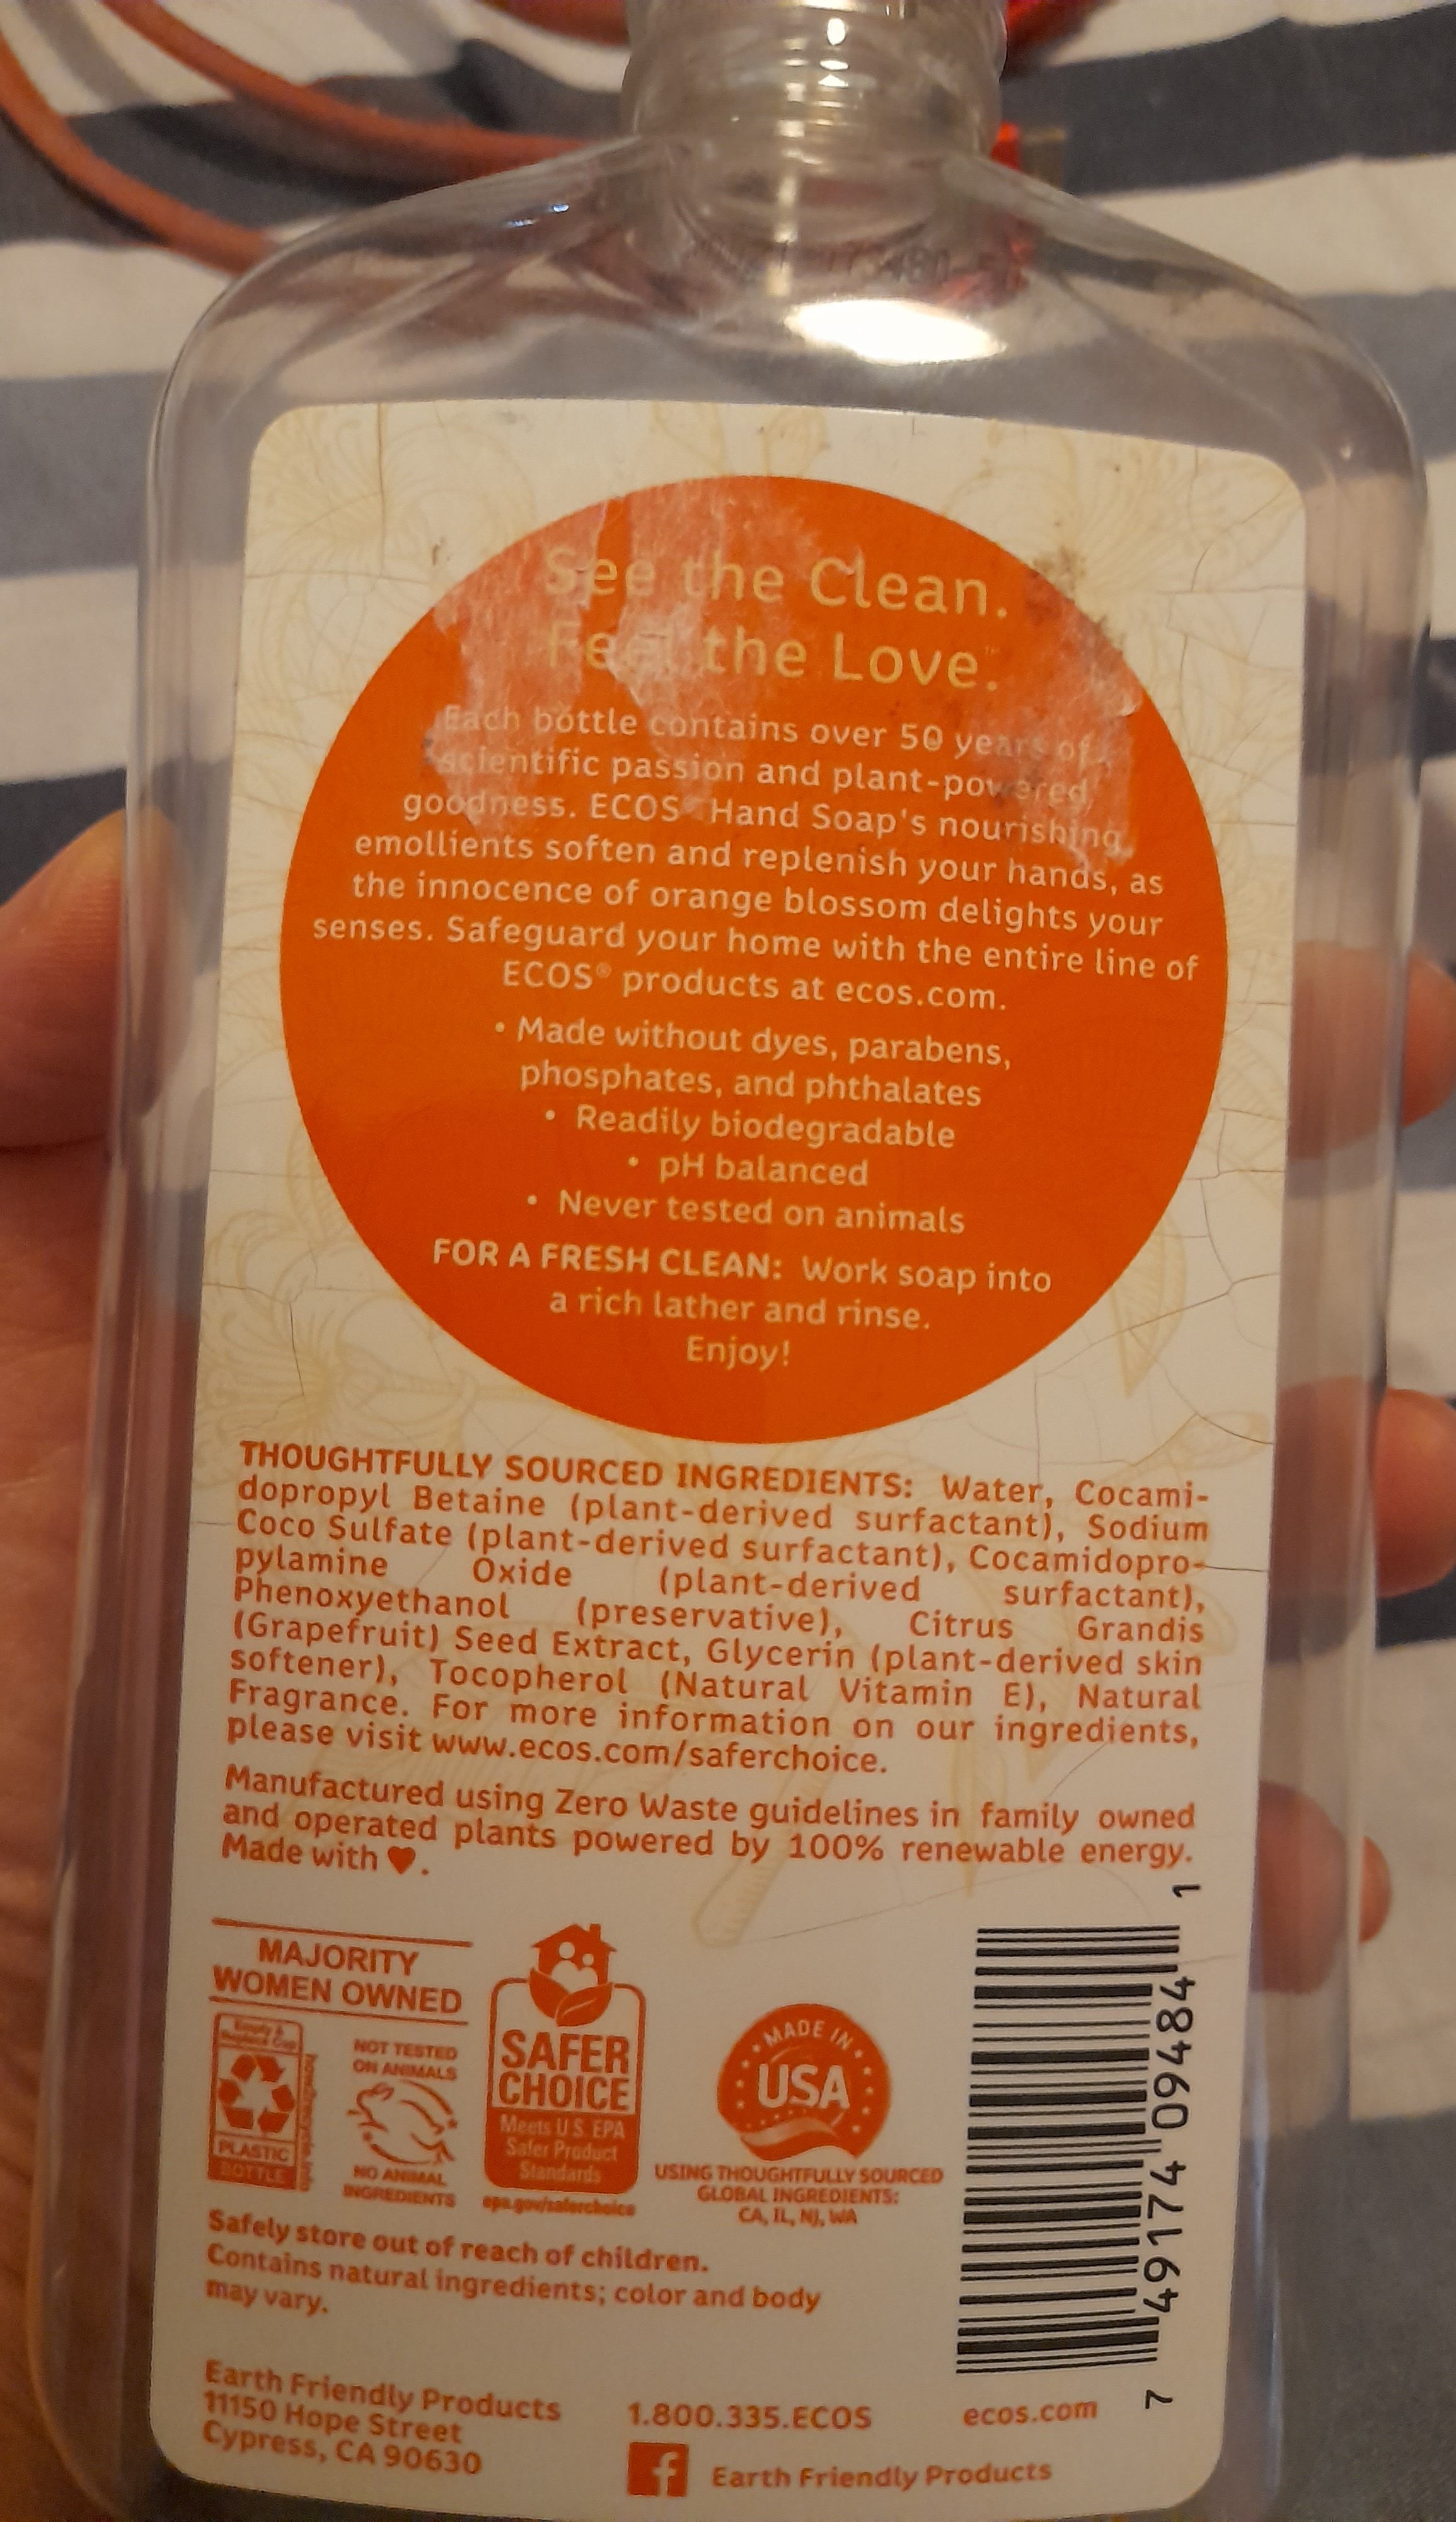 See the Clean.
Feel the Love.™
Each bottle contains over 50 years of
scientific passion and plant-powered
goodness. ECOS® Hand Soap's nourishing
emollients soften and replenish your hands, as
the innocence of orange blossom delights your
senses. Safeguard your home with the entire line of
ECOS® products at ecos.com.
• Made without dyes, parabens,
phosphates, and phthalates
• Readily biodegradable
• pH balanced
• Never tested on animals
FOR A FRESH CLEAN: Work soap into
a rich lather and rinse.
Enjoy!
THOUGHTFULLY SOURCED INGREDIENTS: Water, Cocami-
dopropyl Betaine (plant-derived surfactant), Sodium
Coco Sulfate (plant-derived surfactant), Cocamidopro-
pylamine Oxide (plant-derived surfactant),
Phenoxyethanol (preservative), Citrus Grandis
(Grapefruit) Seed Extract, Glycerin (plant-derived skin
softener), Tocopherol (Natural Vitamin E), Natural
Fragrance. For more information on our ingredients,
please visit www.ecos.com/saferchoice.
Manufactured using Zero Waste guidelines in family owned
and operated plants powered by 100% renewable energy.
Made with ♥.
MAJORITY
WOMEN OWNED
Empty &
Replace Cap
how2recycle.info
PLASTIC
BOTTLE
NOT TESTED
ON ANIMALS
NO ANIMAL
INGREDIENTS
SAFER
CHOICE
Meets U.S. EPA
Safer Product
Standards
epa.gov/saferchoice
MADE IN
USA
USING THOUGHTFULLY SOURCED
GLOBAL INGREDIENTS:
CA, IL, NJ, WA
7 49174 09484 1
Safely store out of reach of children.
Contains natural ingredients; color and body
may vary.
Earth Friendly Products
11150 Hope Street
Cypress, CA 90630
1.800.335.ECOS
ecos.com
f Earth Friendly Products